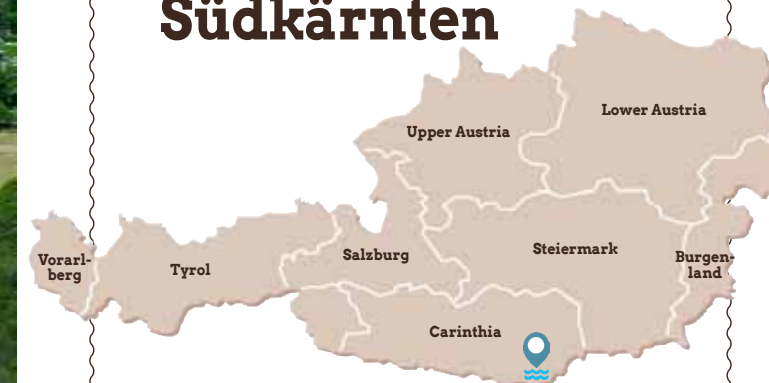 Südkärnten
Lower Austria
Upper Austria
Vorarl-
berg
Tyrol
Salzburg
Steiermark
Burgen-
land
Carinthia